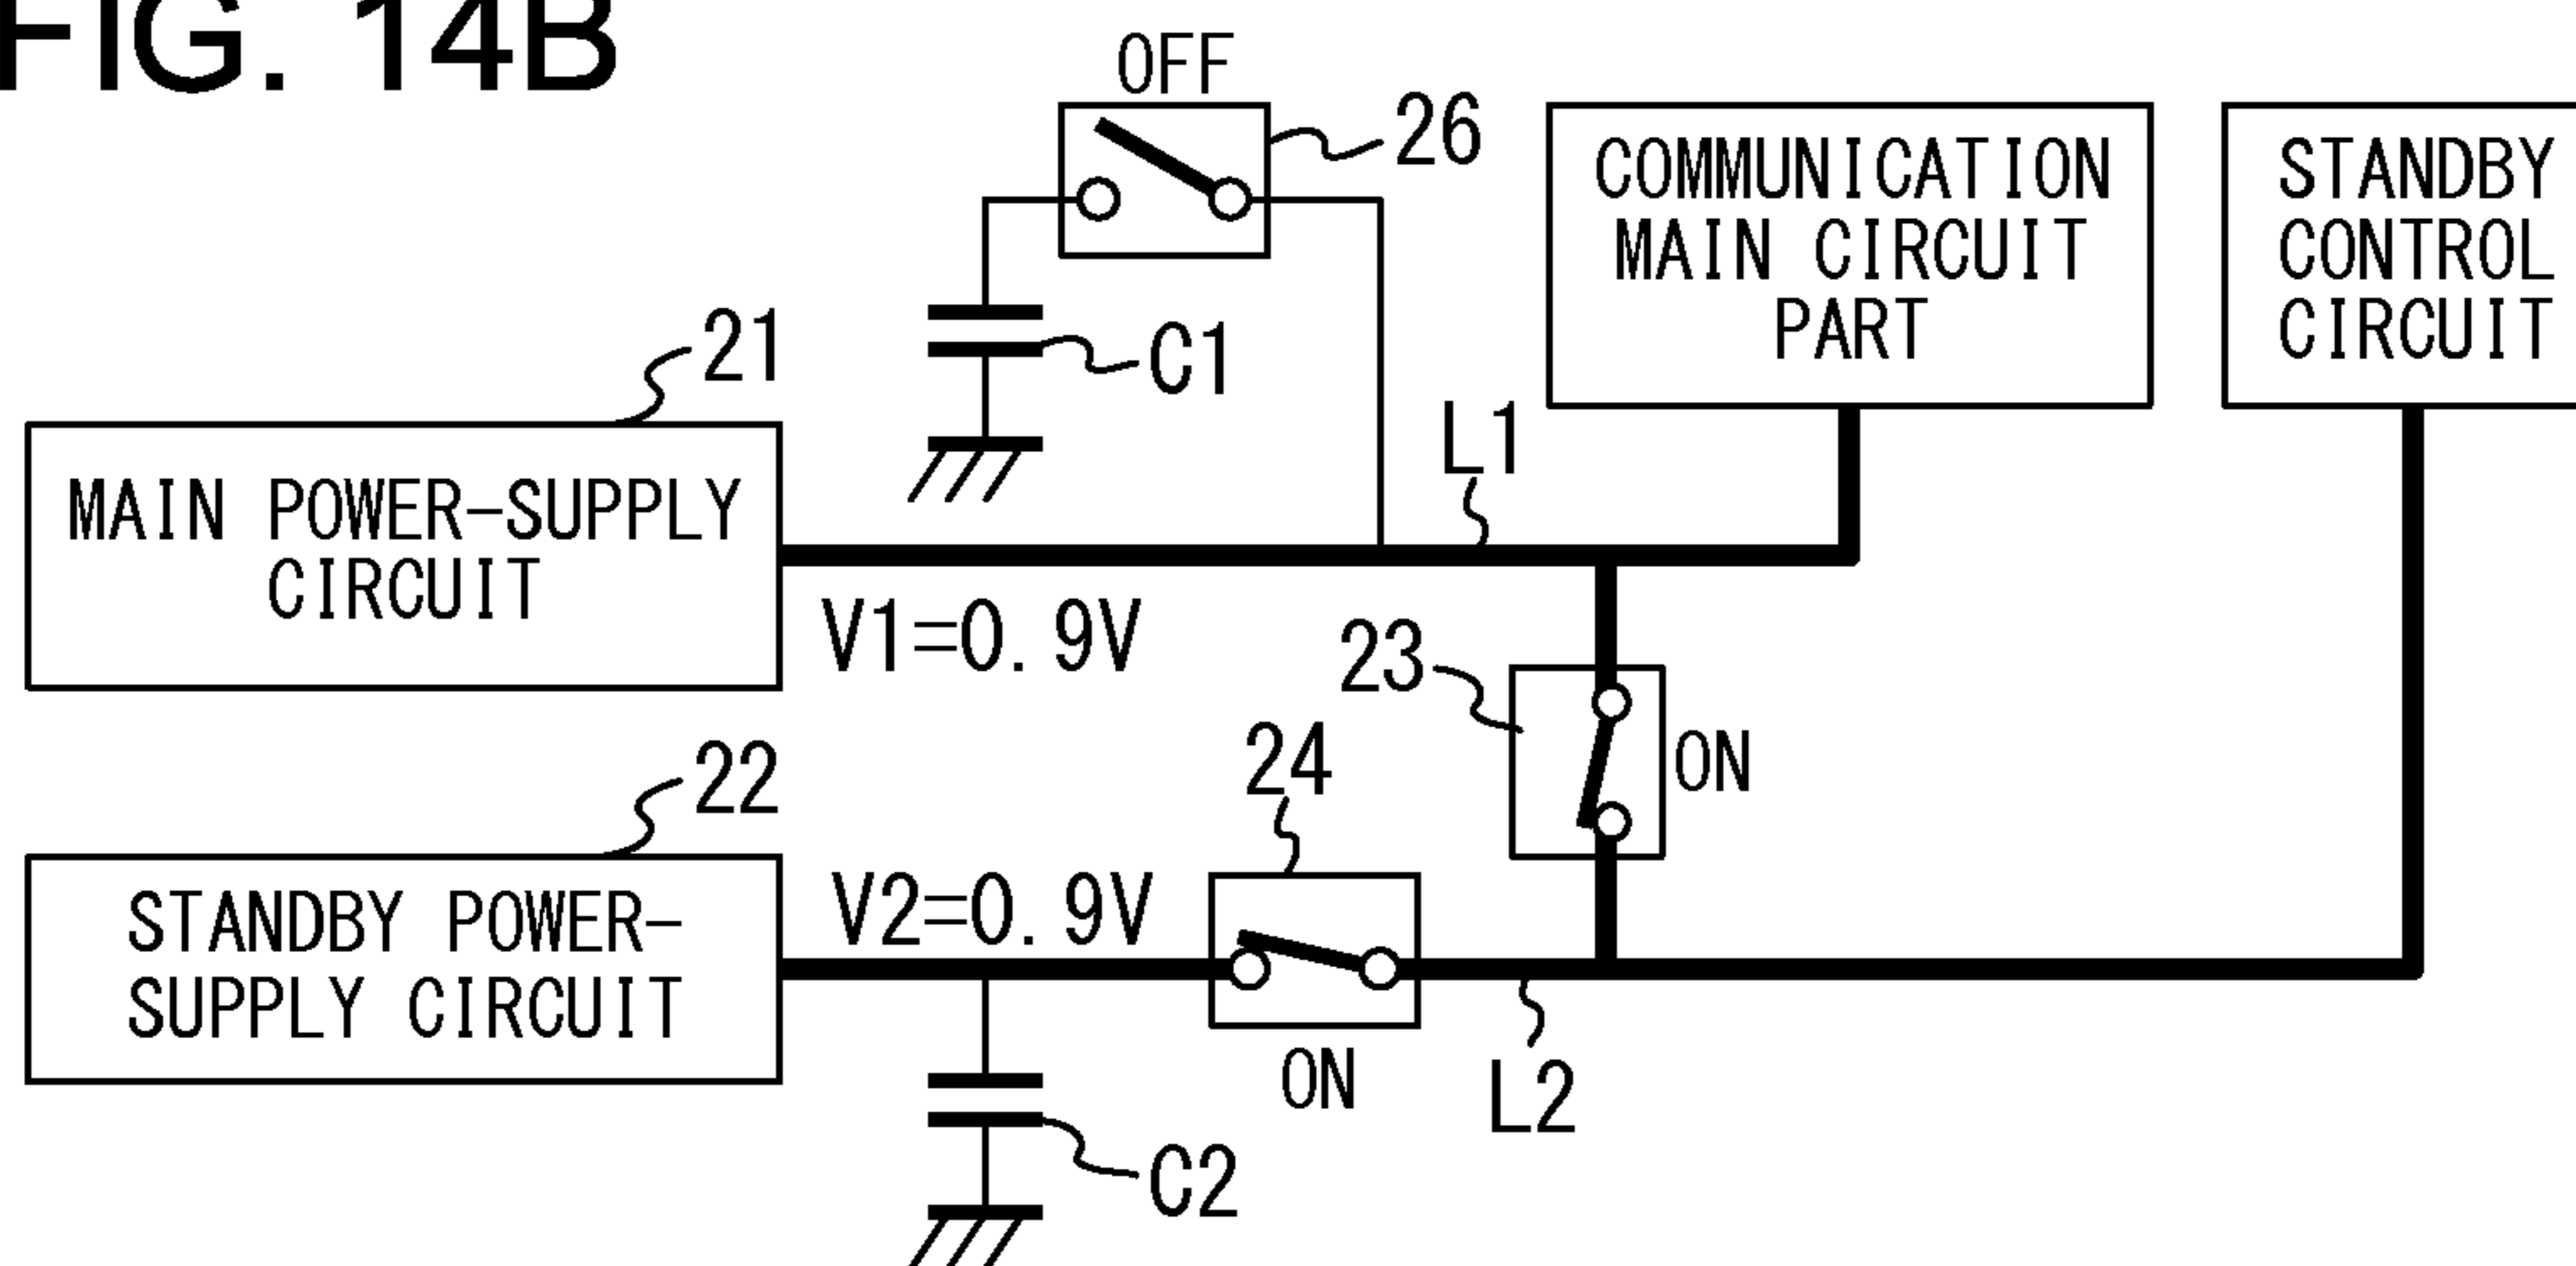 FIG. 14B
OFF
26
COMMUNICATION
MAIN CIRCUIT
PART
STANDBY
CONTROL
CIRCUIT
C1
21
L1
MAIN POWER-SUPPLY
CIRCUIT
V1=0.9V
23
ON
22
24
V2=0.9V
STANDBY POWER-
SUPPLY CIRCUIT
ON
L2
C2